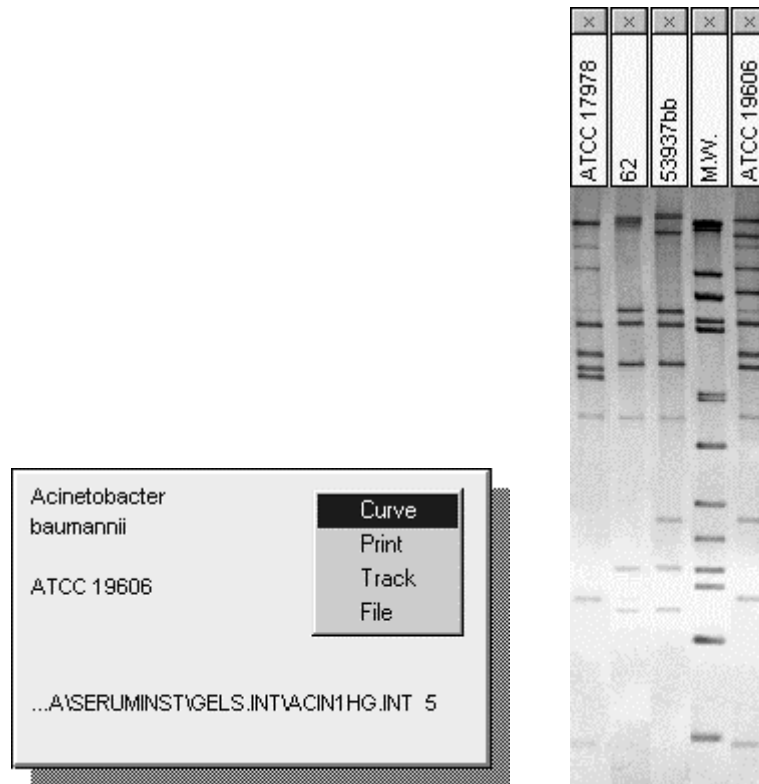 Acinetobacter
baumannii
ATCC 19606
Curve
Print
Track
File
...A\SERUMINST\GELS.INT\ACIN1HG.INT 5
ATCC 17978
62
53937bb
M.W.
ATCC 19606